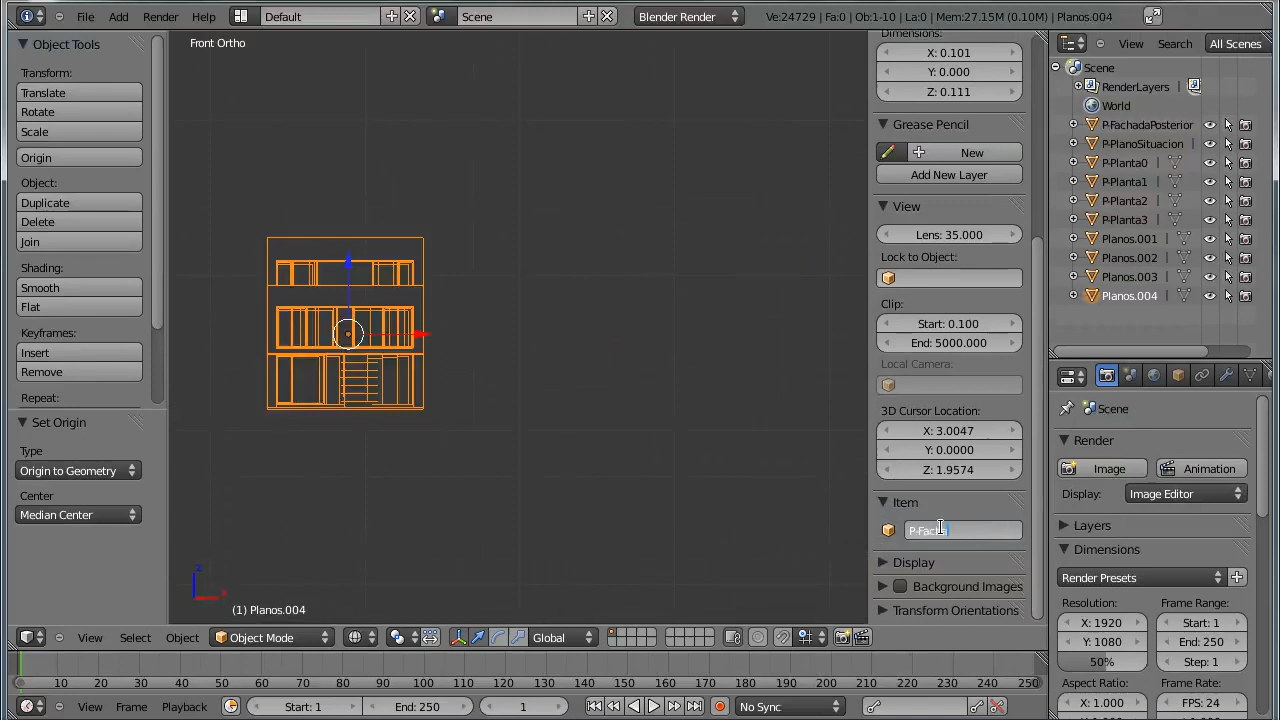 File Add Render Help Default Scene Blender Render Ve:24729 | Fa:0 | Ob:1-10 | La:0 | Mem:27.15M (0.10M) | Planos.004
Object Tools
Transform:
Translate
Rotate
Scale
Origin
Object:
Duplicate
Delete
Join
Shading:
Smooth
Flat
Keyframes:
Insert
Remove
Repeat:
Set Origin
Type
Origin to Geometry
Center
Median Center
Front Ortho
z
x
(1) Planos.004
Dimensions:
X: 0.101
Y: 0.000
Z: 0.111
Grease Pencil
New
Add New Layer
View
Lens: 35.000
Lock to Object:
Clip:
Start: 0.100
End: 5000.000
Local Camera:
3D Cursor Location:
X: 3.0047
Y: 0.0000
Z: 1.9574
Item
Display
Background Images
Transform Orientations
View Search All Scenes
Scene
RenderLayers
World
P-FachadaPosterior
P-PlanoSituacion
P-Planta0
P-Planta1
P-Planta2
P-Planta3
Planos.001
Planos.002
Planos.003
Planos.004
Scene
Render
Image Animation
Display: Image Editor
Layers
Dimensions
Render Presets
Resolution: Frame Range:
X: 1920 Start: 1
Y: 1080 End: 250
50% Step: 1
Aspect Ratio: Frame Rate:
X: 1.000 FPS: 24
View Select Object Object Mode Global
0 10 20 30 40 50 60 70 80 90 100 110 120 130 140 150 160 170 180 190 200 210 220 230 240 250
View Frame Playback Start: 1 End: 250 1 No Sync